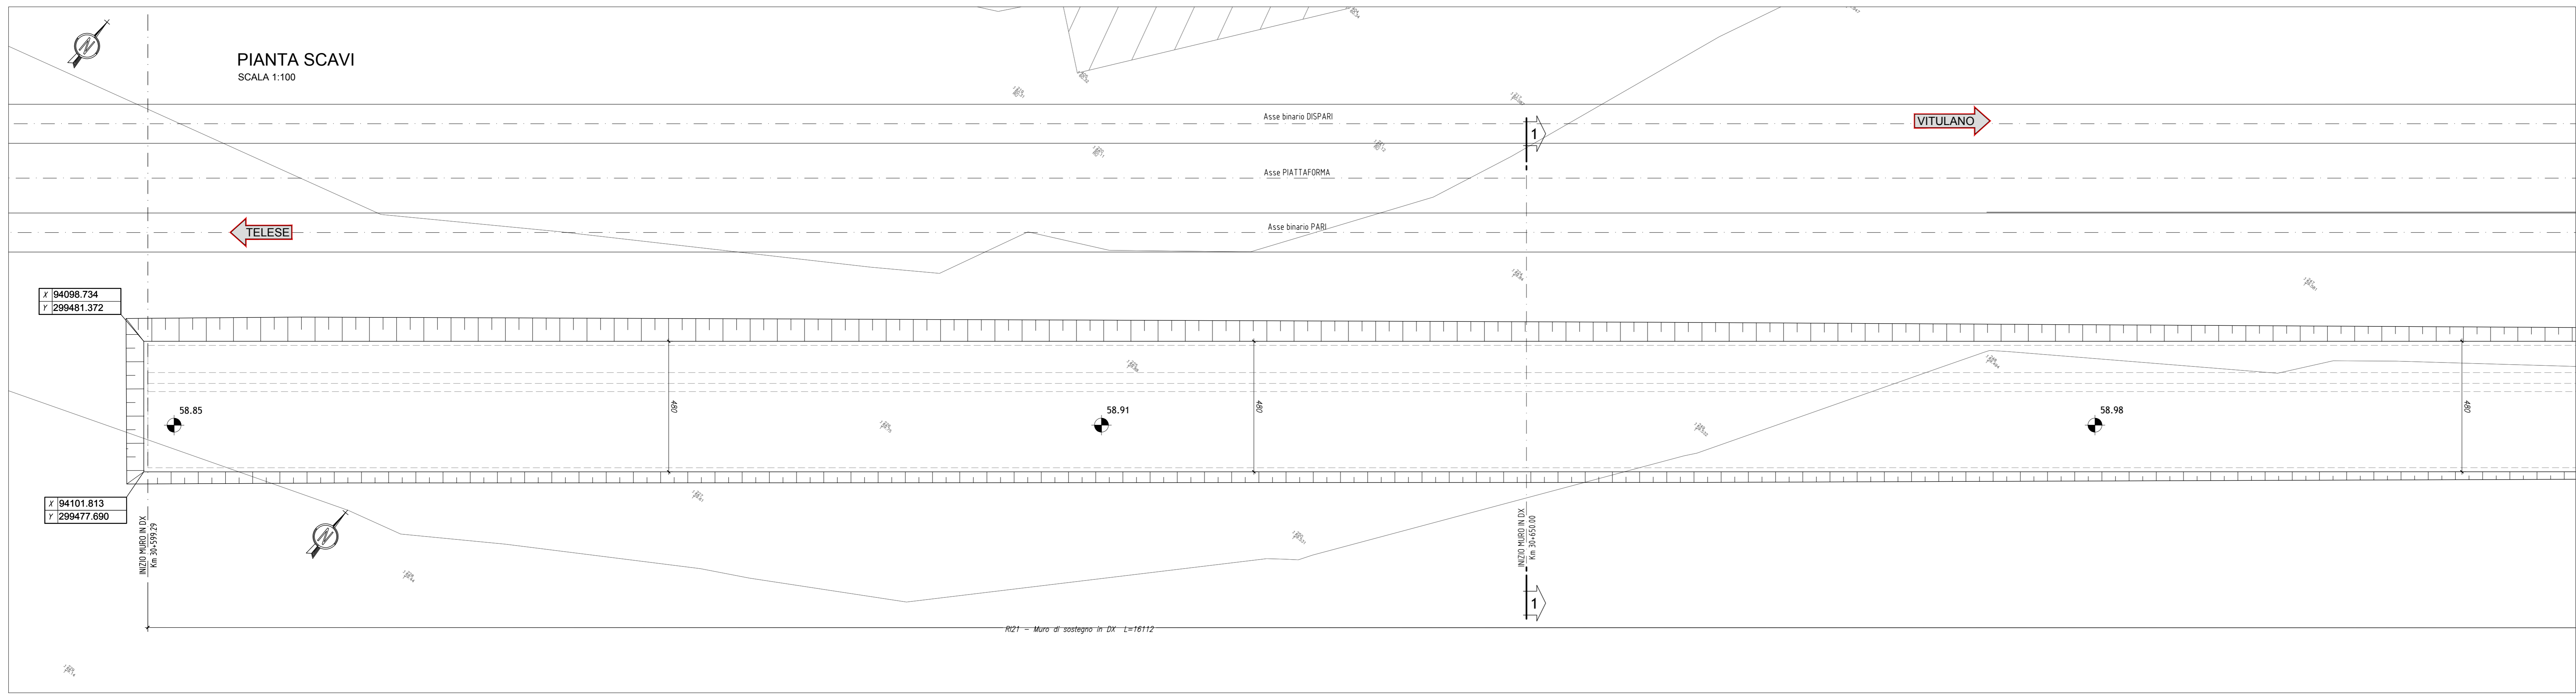 N
PIANTA SCAVI
SCALA 1:100
Asse binario DISPARI
1
VITULANO
Asse PIATTAFORMA
Asse binario PARI
TELESE
X 94098.734
Y 299481.372
480
480
480
58.85
58.91
58.98
X 94101.813
Y 299477.690
N
INIZIO MURO IN DX
Km 30+599.29
INIZIO MURO IN DX
Km 30+650.00
1
RI21 - Muro di sostegno in DX L=16112